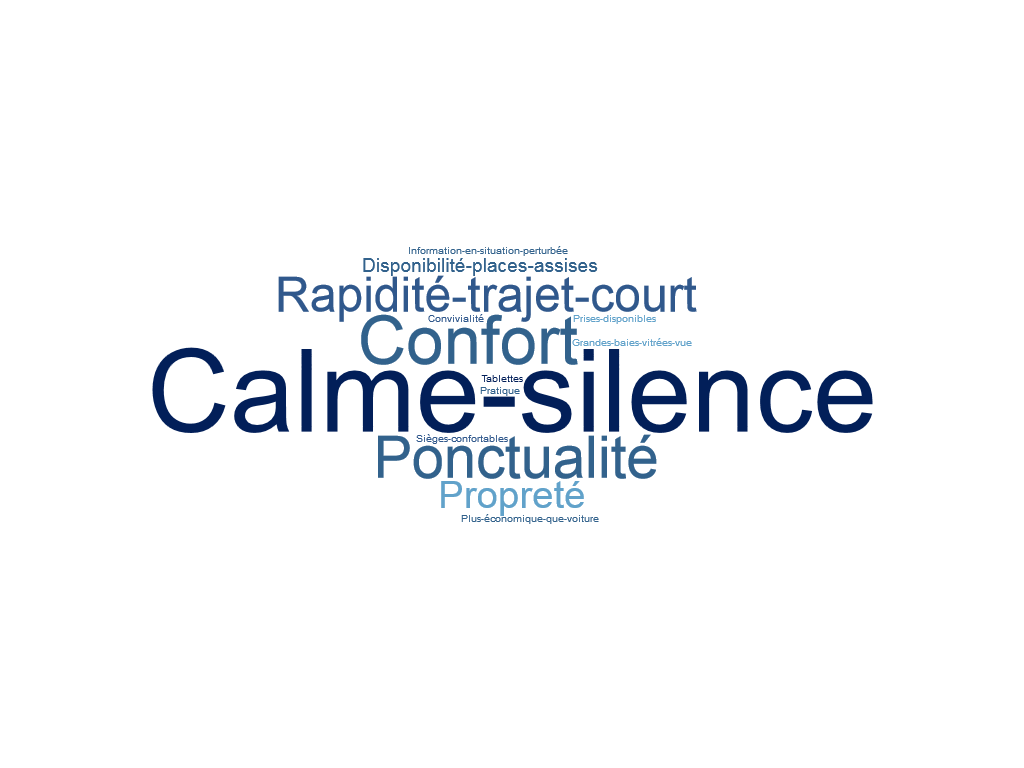 Information-en-situation-perturbée
Disponibilité-places-assises
Rapidité-trajet-court
Convivialité
Prises-disponibles
Confort
Grandes-baies-vitrées-vue
Tablettes
Pratique
Calme-silence
Sièges-confortables
Ponctualité
Propreté
Plus-économique-que-voiture